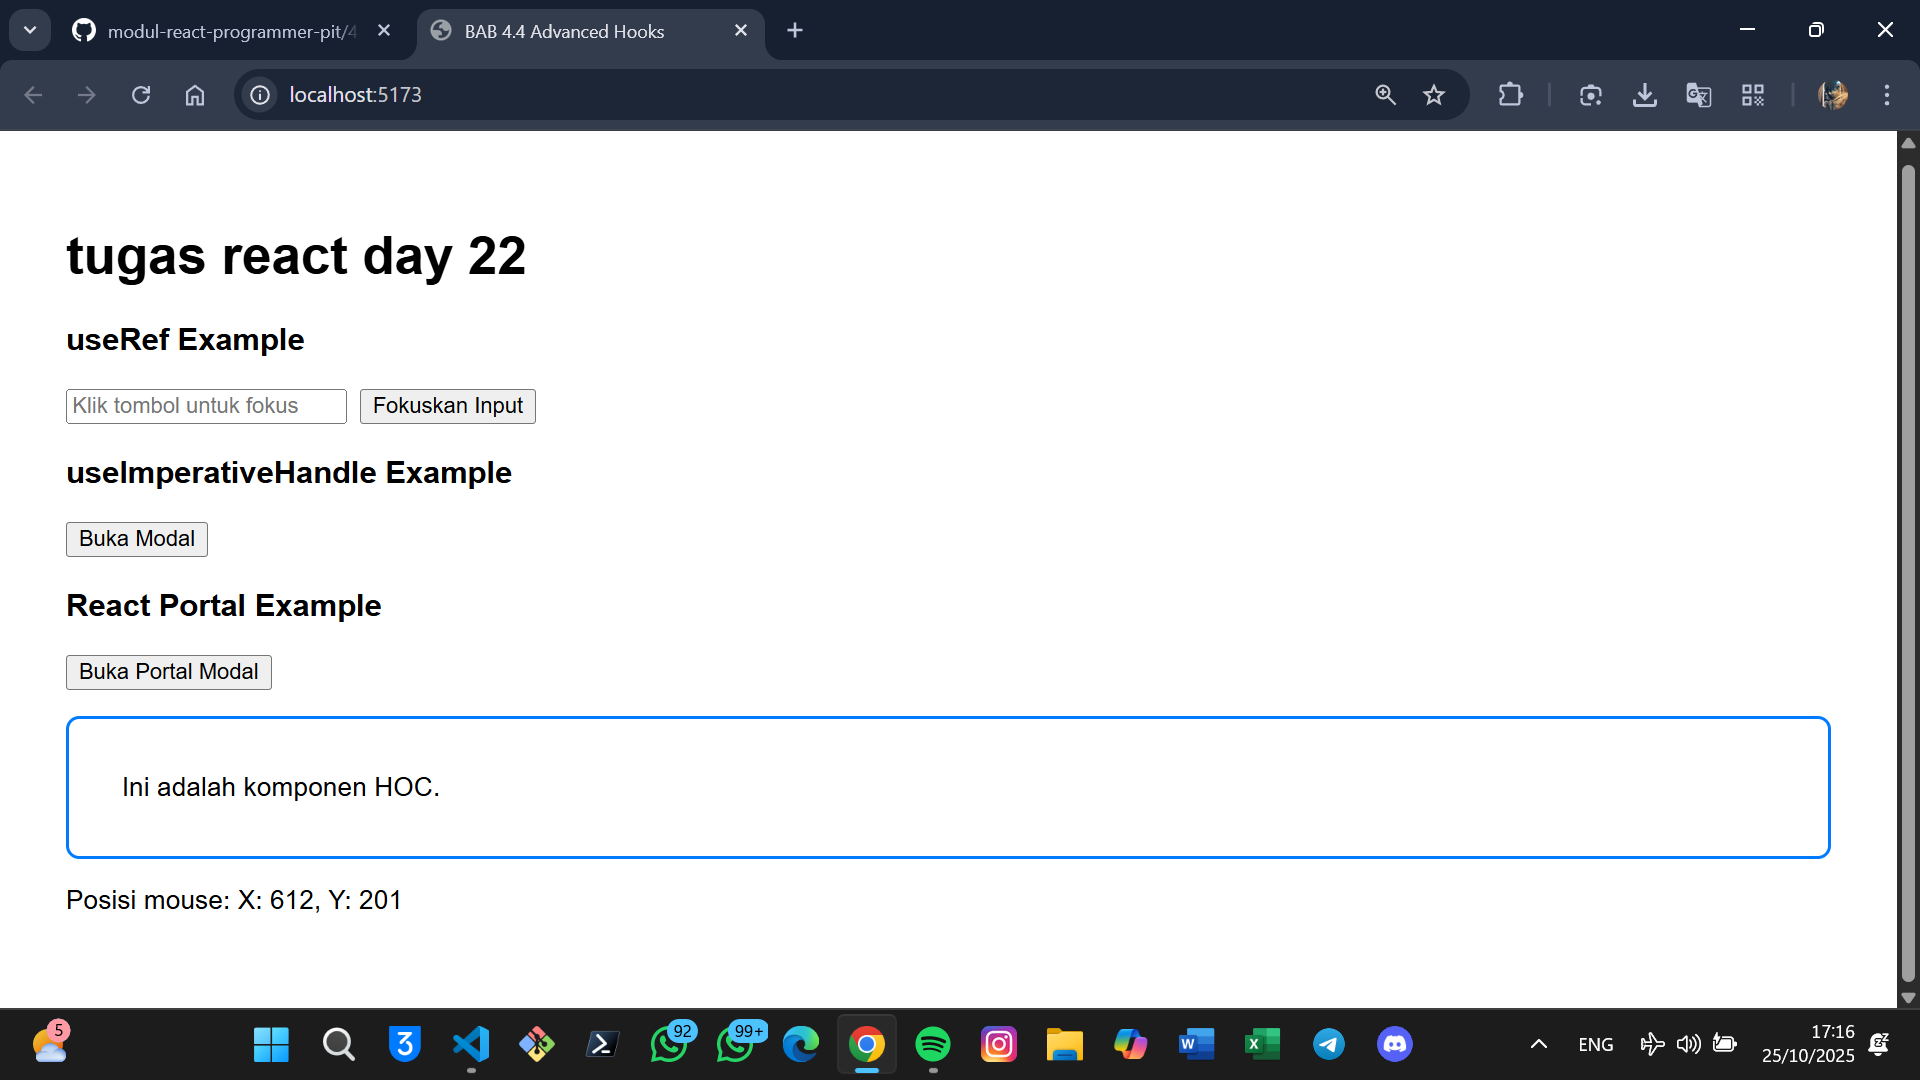 modul-react-programmer-pit/4
BAB 4.4 Advanced Hooks
localhost:5173
tugas react day 22
useRef Example
Klik tombol untuk fokus
Fokuskan Input
useImperativeHandle Example
Buka Modal
React Portal Example
Buka Portal Modal
Ini adalah komponen HOC.
Posisi mouse: X: 612, Y: 201
5
3
92
99+
W
X
ENG
17:16
25/10/2025